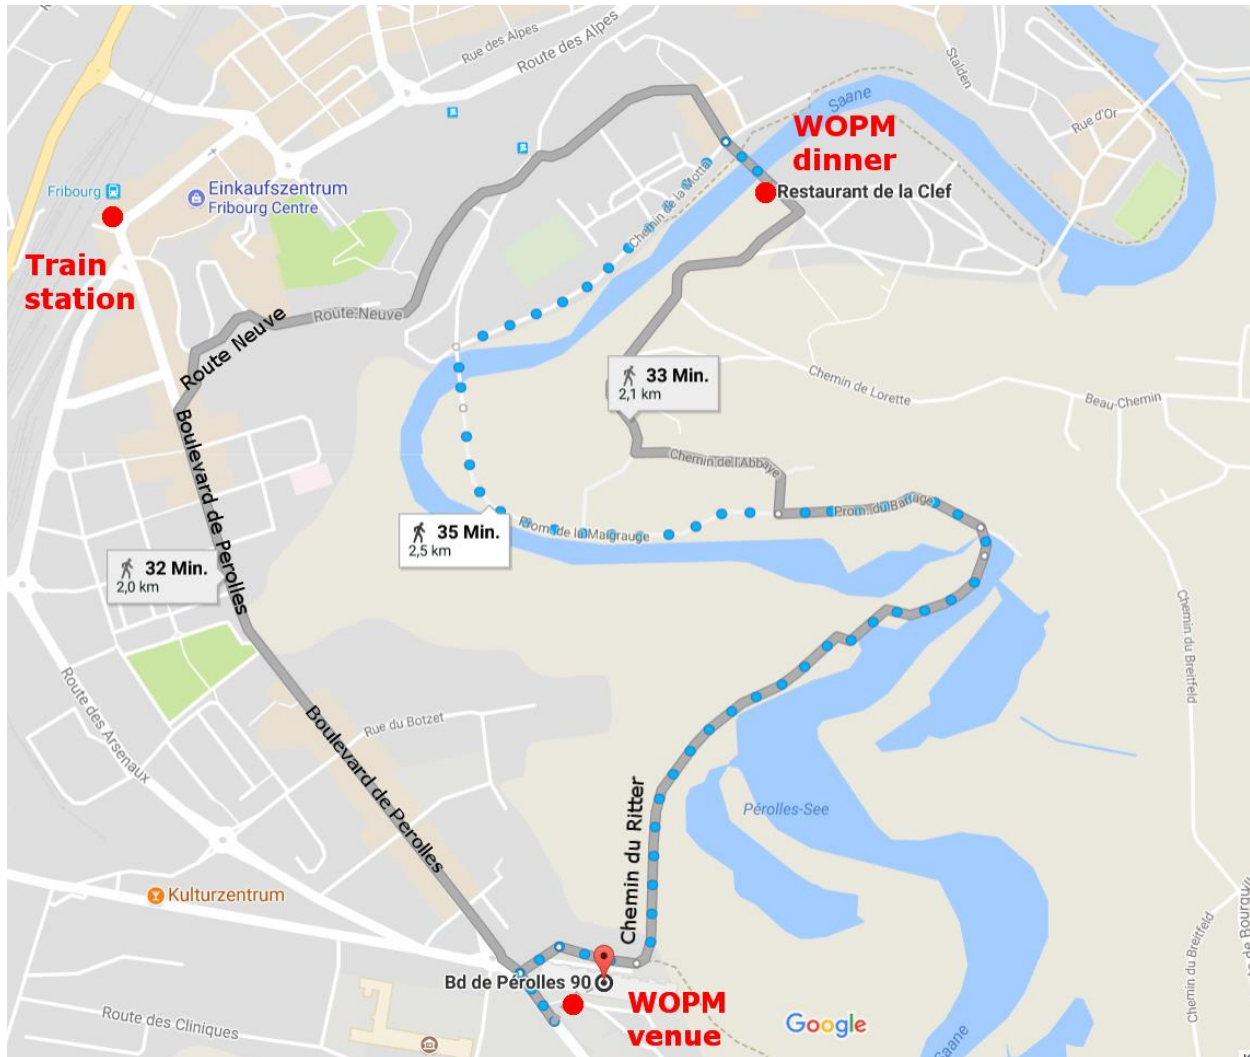 Rue des Alpes
Route des Alpes
Stalden
Saane
Rue d'Or
WOPM
dinner
Restaurant de la Clef
Fribourg
Einkaufszentrum
Fribourg Centre
Chemin de la Motta
Train
station
Route Neuve
Route Neuve
33 Min.
2,1 km
Chemin de Lorette
Beau-Chemin
Boulevard de Perolles
Chemin de l'Abbaye
Prom. du Barrage
35 Min.
2,5 km
Prom. de la Maigrauge
32 Min.
2,0 km
Chemin du Breitfeld
Route des Arsenaux
Rue du Botzet
Boulevard de Perolles
Chemin du Ritter
Pérolles-See
Kulturzentrum
Chemin du Breitfeld
Bd de Pérolles 90
WOPM
venue
Route des Cliniques
Google
Saane